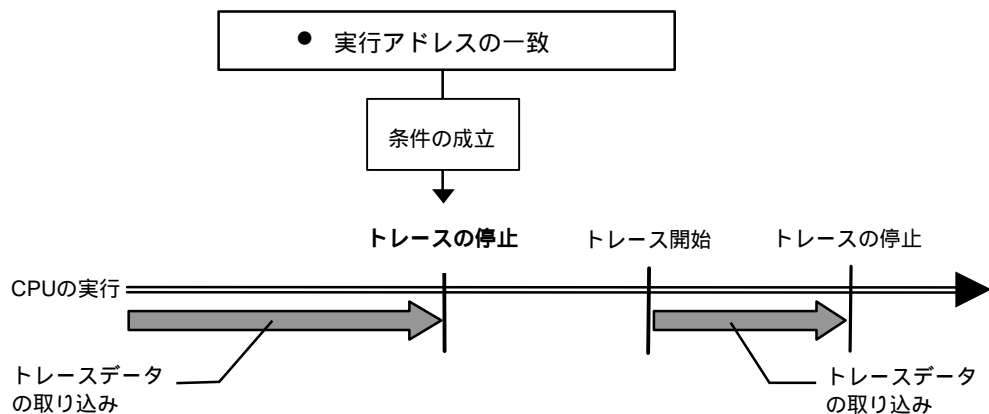 ● 実行アドレスの一致
条件の成立
トレースの停止
トレース開始
トレースの停止
CPUの実行
トレースデータ
の取り込み
トレースデータ
の取り込み